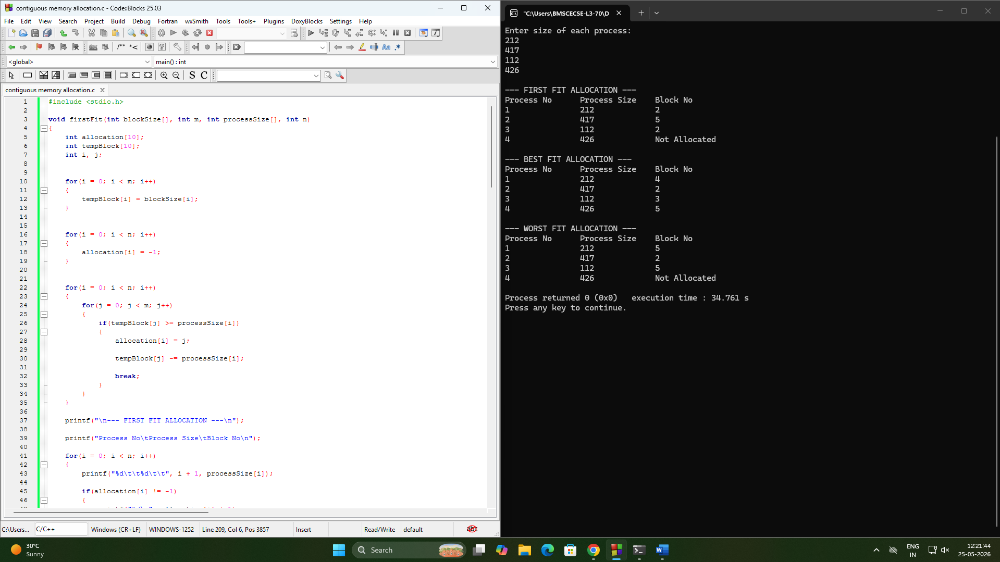 contiguous memory allocation.c - Code::Blocks 25.03
File Edit View Search Project Build Debug Fortran wxSmith Tools Tools+ Plugins DoxyBlocks Settings Help
/** *<
Aa .*
<global>
main() : int
S C
contiguous memory allocation.c
1 #include <stdio.h>
2
3 void firstFit(int blockSize[], int m, int processSize[], int n)
4 {
5 int allocation[10];
6 int tempBlock[10];
7 int i, j;
8
9
10 for(i = 0; i < m; i++)
11 {
12 tempBlock[i] = blockSize[i];
13 }
14
15
16 for(i = 0; i < n; i++)
17 {
18 allocation[i] = -1;
19 }
20
21
22 for(i = 0; i < n; i++)
23 {
24 for(j = 0; j < m; j++)
25 {
26 if(tempBlock[j] >= processSize[i])
27 {
28 allocation[i] = j;
29
30 tempBlock[j] -= processSize[i];
31
32 break;
33 }
34 }
35 }
36
37 printf("\n--- FIRST FIT ALLOCATION ---\n");
38
39 printf("Process No\tProcess Size\tBlock No\n");
40
41 for(i = 0; i < n; i++)
42 {
43 printf("%d\t\t%d\t\t", i + 1, processSize[i]);
44
45 if(allocation[i] != -1)
46 {
C:\Users... C/C++ Windows (CR+LF) WINDOWS-1252 Line 209, Col 6, Pos 3857 Insert Read/Write default abc
"C:\Users\BMSCECSE-L3-70\D
Enter size of each process:
212
417
112
426
--- FIRST FIT ALLOCATION ---
Process No Process Size Block No
1 212 2
2 417 5
3 112 2
4 426 Not Allocated
--- BEST FIT ALLOCATION ---
Process No Process Size Block No
1 212 4
2 417 2
3 112 3
4 426 5
--- WORST FIT ALLOCATION ---
Process No Process Size Block No
1 212 5
2 417 2
3 112 5
4 426 Not Allocated
Process returned 0 (0x0) execution time : 34.761 s
Press any key to continue.
30°C
Sunny
Search
ENG
IN
12:21:44
25-05-2026